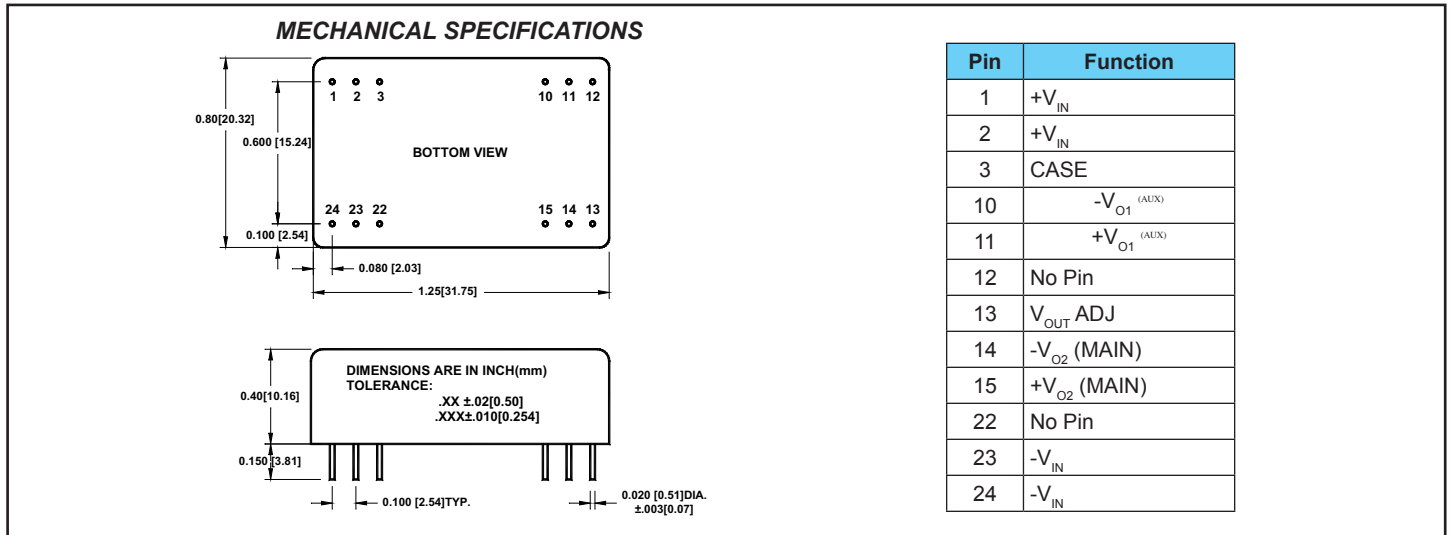 MECHANICAL SPECIFICATIONS
1 2 3 10 11 12
0.80[20.32]
0.600 [15.24]
BOTTOM VIEW
24 23 22 15 14 13
0.100 [2.54]
0.080 [2.03]
1.25[31.75]
DIMENSIONS ARE IN INCH(mm)
TOLERANCE:
.XX ±.02[0.50]
.XXX±.010[0.254]
0.40[10.16]
0.150 [3.81]
0.100 [2.54]TYP.
0.020 [0.51]DIA.
±.003[0.07]
Pin Function
1 +VIN
2 +VIN
3 CASE
10 -VO1 (AUX)
11 +VO1 (AUX)
12 No Pin
13 VOUT ADJ
14 -VO2 (MAIN)
15 +VO2 (MAIN)
22 No Pin
23 -VIN
24 -VIN